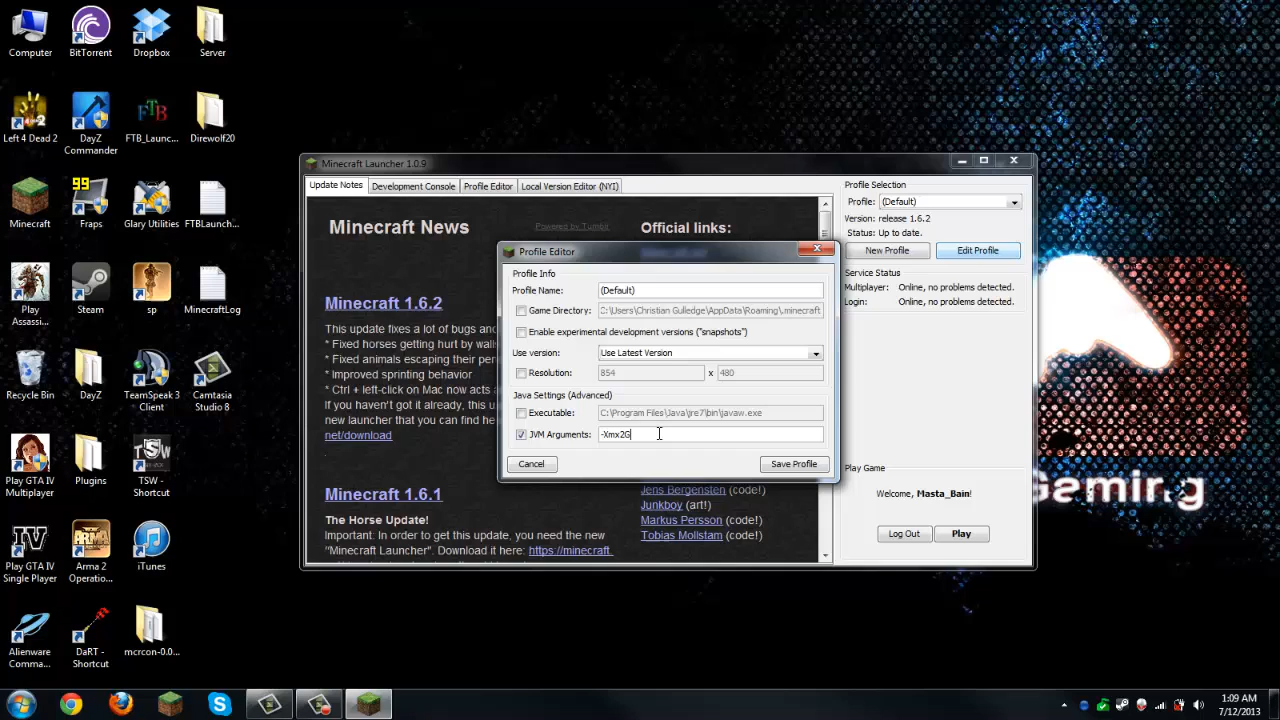 Computer
BitTorrent
Dropbox
Server
Left 4 Dead 2
DayZ
Commander
FTB_Launc...
Direwolf20
Minecraft
99
Fraps
Glary Utilities
FTBLaunch...
Play
Assassi...
Steam
sp
MinecraftLog
Recycle Bin
DayZ
TeamSpeak 3
Client
Camtasia
Studio 8
Play GTA IV
Multiplayer
Plugins
TSW -
Shortcut
Play GTA IV
Single Player
Arma 2
Operatio...
iTunes
Alienware
Comma...
DaRT -
Shortcut
mcrcon-0.0...
Minecraft Launcher 1.0.9
Update Notes
Development Console
Profile Editor
Local Version Editor (NYI)
Minecraft News
Powered by Tumblr
Official links:
Minecraft 1.6.2
This update fixes a lot of bugs an
* Fixed horses getting hurt by walls
* Fixed animals escaping their pe
* Improved sprinting behavior
* Ctrl + left-click on Mac now acts
If you haven't got it already, this u
new launcher that you can find he
net/download
Minecraft 1.6.1
The Horse Update!
Important: In order to get this update, you need the new
"Minecraft Launcher". Download it here: https://minecraft.
Jens Bergensten (code!)
Junkboy (art!)
Markus Persson (code!)
Tobias Mollstam (code!)
Profile Editor
Profile Info
Profile Name: (Default)
Game Directory: C:\Users\Christian Gulledge\AppData\Roaming\.minecraft
Enable experimental development versions ("snapshots")
Use version: Use Latest Version
Resolution: 854 x 480
Java Settings (Advanced)
Executable: C:\Program Files\Java\jre7\bin\javaw.exe
JVM Arguments: -Xmx2G
Cancel
Save Profile
Profile Selection
Profile: (Default)
Version: release 1.6.2
Status: Up to date.
New Profile
Edit Profile
Service Status
Multiplayer: Online, no problems detected.
Login: Online, no problems detected.
Play Game
Welcome, Masta_Bain!
Log Out
Play
Gaming
1:09 AM
7/12/2013